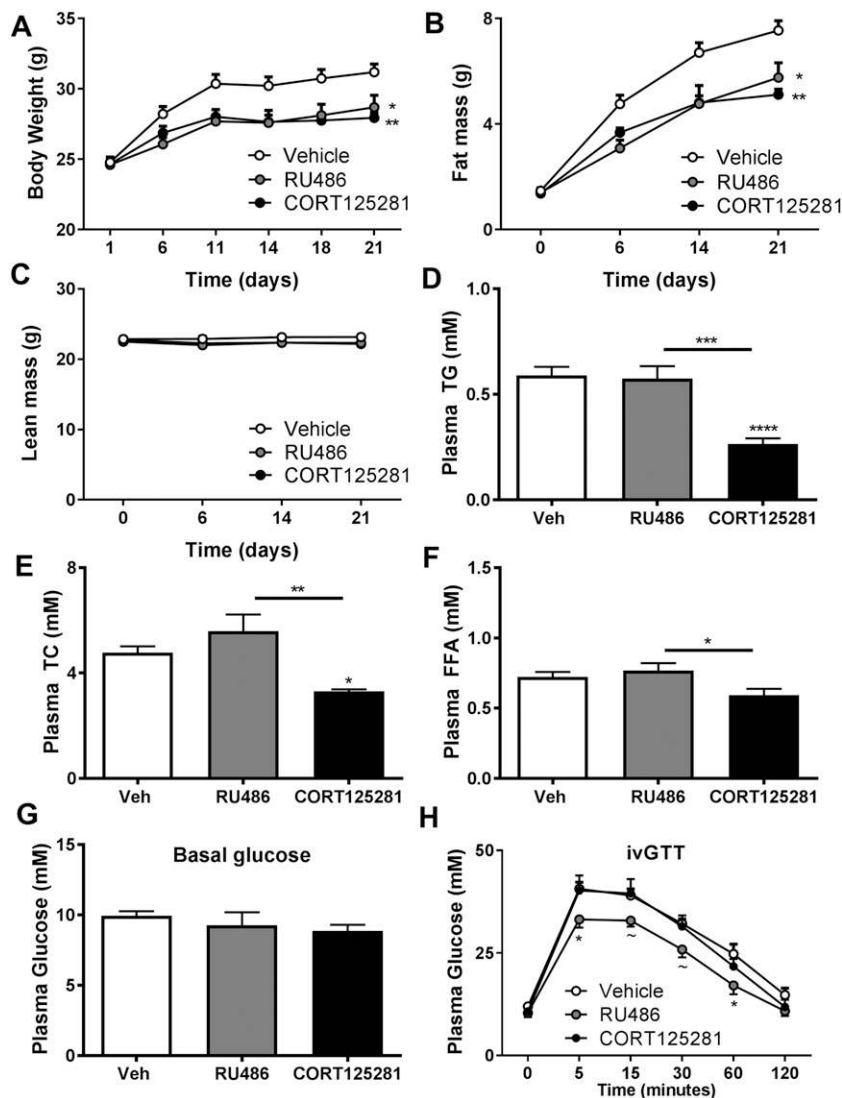 A
Body Weight (g)
35
30
25
20
1 6 11 14 18 21
Time (days)
Vehicle
RU486
CORT125281
*
**
B
Fat mass (g)
8
4
0
0 6 14 21
Time (days)
Vehicle
RU486
CORT125281
*
**
C
Lean mass (g)
30
20
10
0
0 6 14 21
Time (days)
Vehicle
RU486
CORT125281
D
Plasma TG (mM)
1.0
0.5
0.0
***
****
Veh RU486 CORT125281
E
Plasma TC (mM)
8
4
0
**
*
Veh RU486 CORT125281
F
Plasma FFA (mM)
1.5
1.0
0.5
0.0
*
Veh RU486 CORT125281
G
Basal glucose
Plasma Glucose (mM)
15
10
5
0
Veh RU486 CORT125281
H
ivGTT
Plasma Glucose (mM)
50
25
0
* ~ ~ *
Vehicle
RU486
CORT125281
0 5 15 30 60 120
Time (minutes)